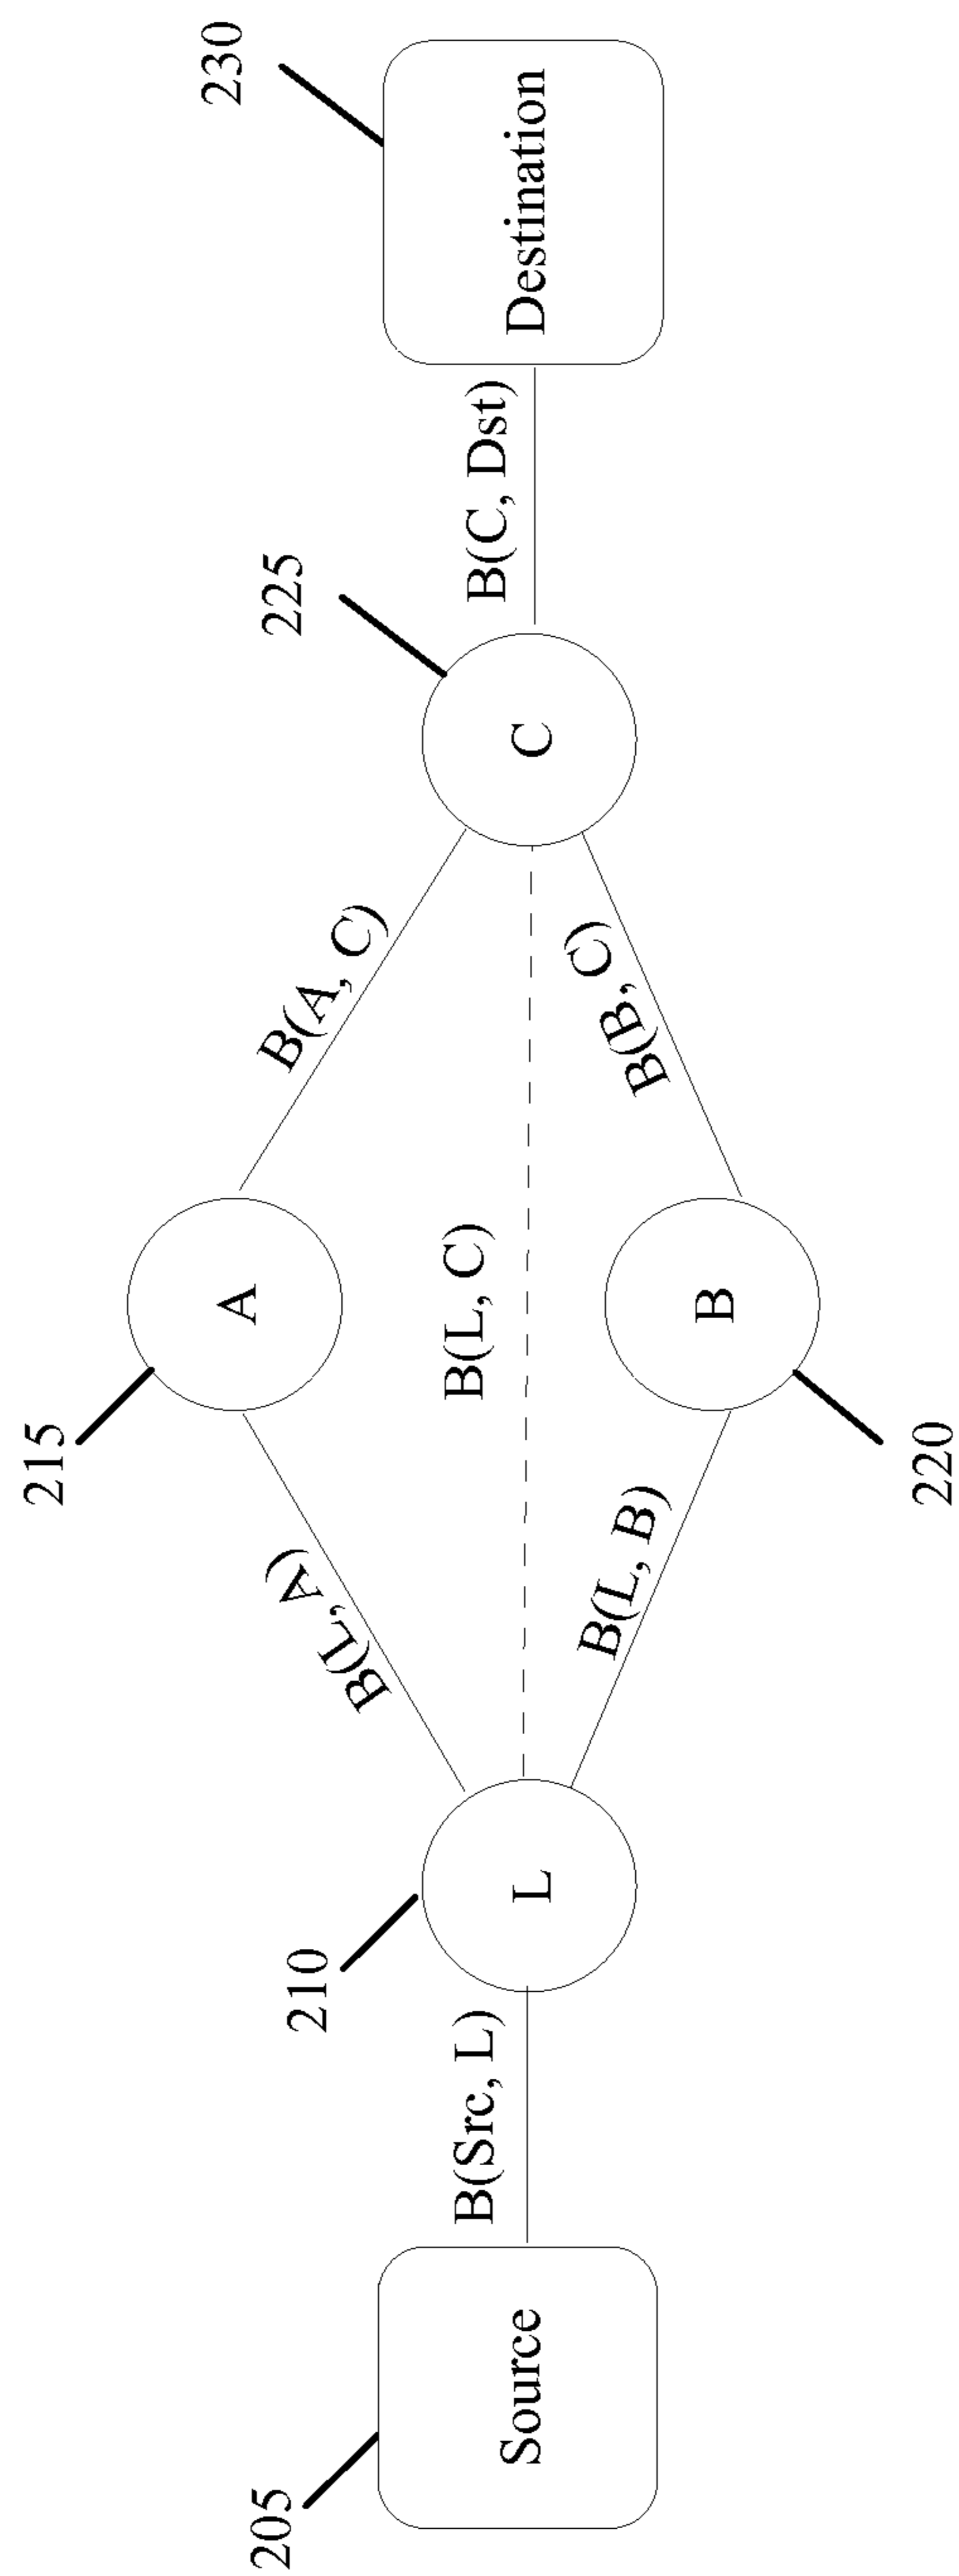 205
Source
B(Src, L)
210
L
B(L, A)
B(L, B)
215
A
B(L, C)
B
220
B(A, C)
B(B, C)
225
C
B(C, Dst)
230
Destination